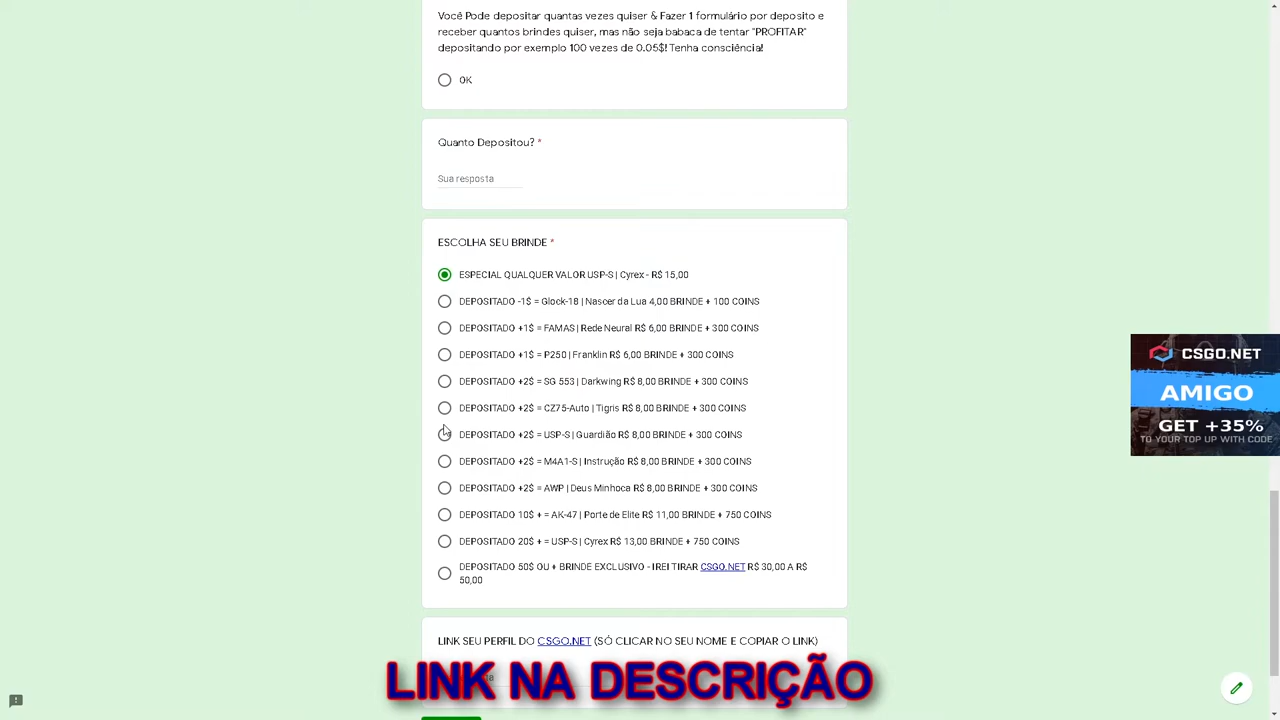 Você Pode depositar quantas vezes quiser & Fazer 1 formulário por deposito e
receber quantos brindes quiser, mas não seja babaca de tentar "PROFITAR"
depositando por exemplo 100 vezes de 0.05$! Tenha consciência!
OK
Quanto Depositou? *
Sua resposta
ESCOLHA SEU BRINDE *
ESPECIAL QUALQUER VALOR USP-S | Cyrex - R$ 15,00
DEPOSITADO -1$ = Glock-18 | Nascer da Lua 4,00 BRINDE + 100 COINS
DEPOSITADO +1$ = FAMAS | Rede Neural R$ 6,00 BRINDE + 300 COINS
DEPOSITADO +1$ = P250 | Franklin R$ 6,00 BRINDE + 300 COINS
DEPOSITADO +2$ = SG 553 | Darkwing R$ 8,00 BRINDE + 300 COINS
DEPOSITADO +2$ = CZ75-Auto | Tigris R$ 8,00 BRINDE + 300 COINS
DEPOSITADO +2$ = USP-S | Guardião R$ 8,00 BRINDE + 300 COINS
DEPOSITADO +2$ = M4A1-S | Instrução R$ 8,00 BRINDE + 300 COINS
DEPOSITADO +2$ = AWP | Deus Minhoca R$ 8,00 BRINDE + 300 COINS
DEPOSITADO 10$ + = AK-47 | Porte de Elite R$ 11,00 BRINDE + 750 COINS
DEPOSITADO 20$ + = USP-S | Cyrex R$ 13,00 BRINDE + 750 COINS
DEPOSITADO 50$ OU + BRINDE EXCLUSIVO - IREI TIRAR CSGO.NET R$ 30,00 A R$
50,00
LINK SEU PERFIL DO CSGO.NET (SÓ CLICAR NO SEU NOME E COPIAR O LINK)
LINK NA DESCRIÇÃO
CSGO.NET
AMIGO
GET +35%
TO YOUR TOP UP WITH CODE